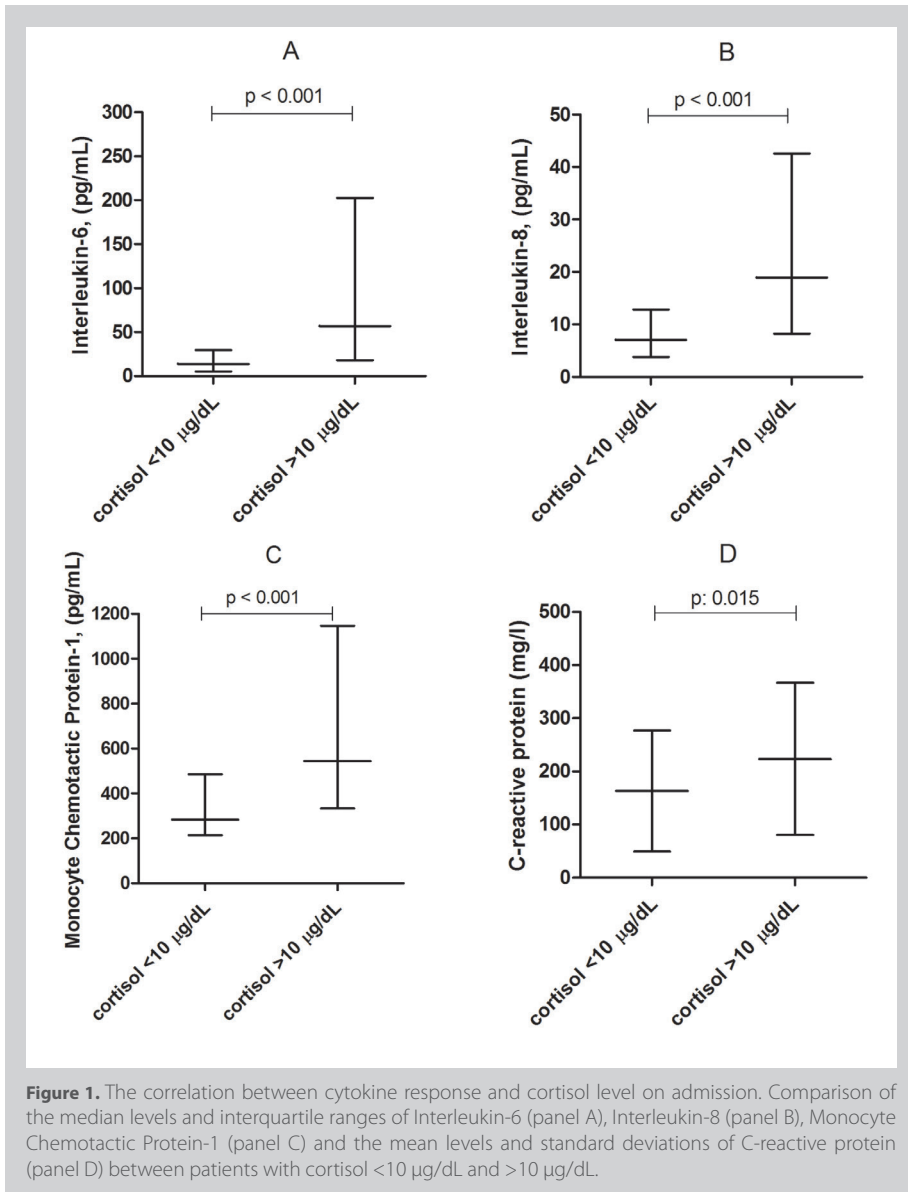 A
p < 0.001
Interleukin-6, (pg/mL)
300
250
200
150
100
50
0
cortisol <10 µg/dL
cortisol >10 µg/dL
B
p < 0.001
Interleukin-8, (pg/mL)
50
40
30
20
10
0
cortisol <10 µg/dL
cortisol >10 µg/dL
C
p < 0.001
Monocyte Chemotactic Protein-1, (pg/mL)
1200
1000
800
600
400
200
0
cortisol <10 µg/dL
cortisol >10 µg/dL
D
p: 0.015
C-reactive protein (mg/l)
500
400
300
200
100
0
cortisol <10 µg/dL
cortisol >10 µg/dL
Figure 1. The correlation between cytokine response and cortisol level on admission. Comparison of
the median levels and interquartile ranges of Interleukin-6 (panel A), Interleukin-8 (panel B), Monocyte
Chemotactic Protein-1 (panel C) and the mean levels and standard deviations of C-reactive protein
(panel D) between patients with cortisol <10 µg/dL and >10 µg/dL.